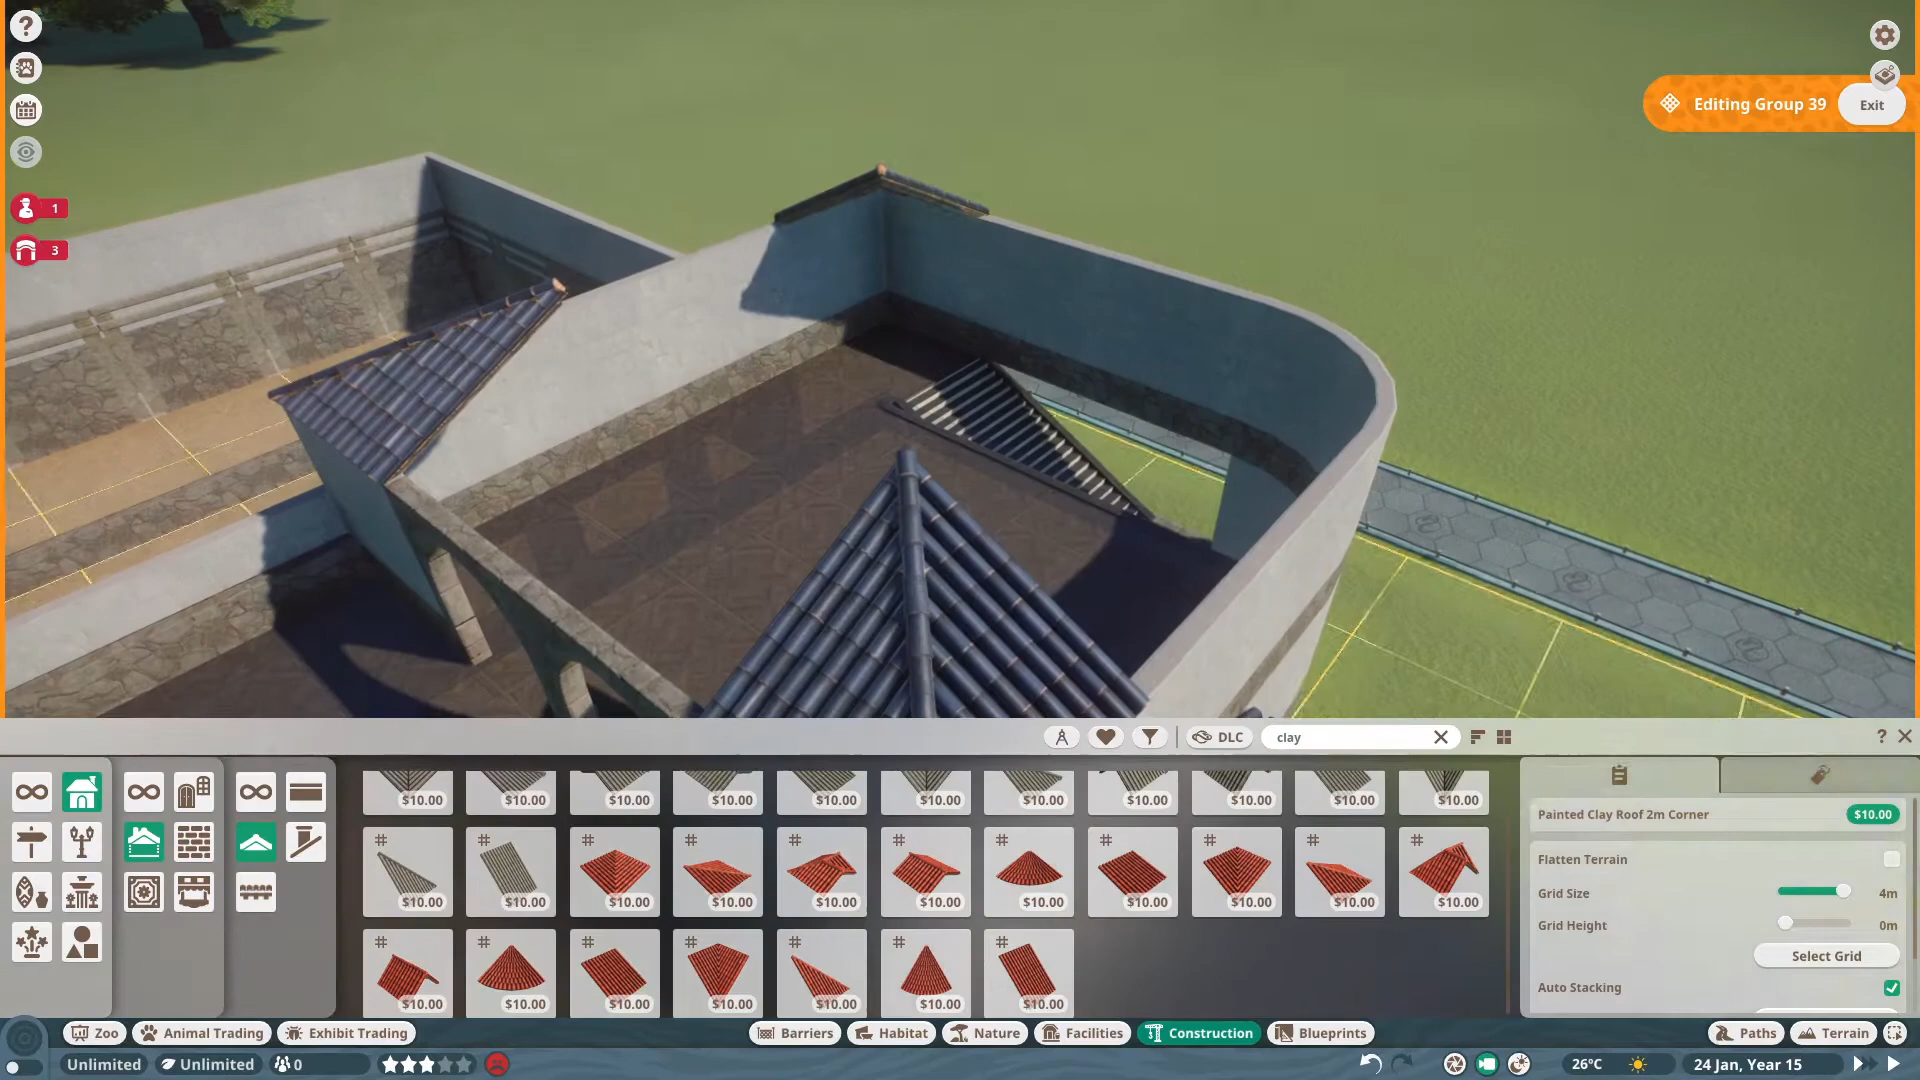 Editing Group 39
Exit
1
3
DLC
clay
$10.00 $10.00 $10.00 $10.00 $10.00 $10.00 $10.00 $10.00 $10.00 $10.00 $10.00
$10.00 $10.00 $10.00 $10.00 $10.00 $10.00 $10.00 $10.00 $10.00 $10.00 $10.00
$10.00 $10.00 $10.00 $10.00 $10.00 $10.00 $10.00
Painted Clay Roof 2m Corner $10.00
Flatten Terrain
Grid Size 4m
Grid Height 0m
Select Grid
Auto Stacking
Zoo Animal Trading Exhibit Trading Barriers Habitat Nature Facilities Construction Blueprints Paths Terrain
Unlimited Unlimited 0 26°C 24 Jan, Year 15